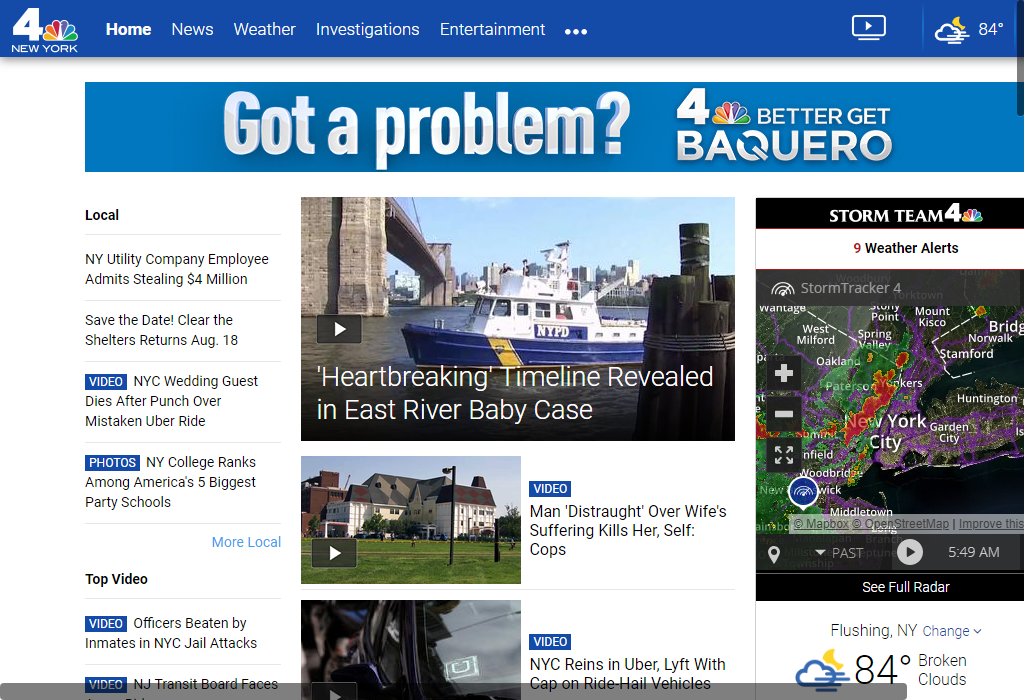 4
NEW YORK
Home
News
Weather
Investigations
Entertainment
84°
Got a problem?
4 BETTER GET
BAQUERO
Local
NY Utility Company Employee
Admits Stealing $4 Million
Save the Date! Clear the
Shelters Returns Aug. 18
VIDEO NYC Wedding Guest
Dies After Punch Over
Mistaken Uber Ride
PHOTOS NY College Ranks
Among America's 5 Biggest
Party Schools
More Local
Top Video
VIDEO Officers Beaten by
Inmates in NYC Jail Attacks
VIDEO NJ Transit Board Faces
NYPD
'Heartbreaking' Timeline Revealed
in East River Baby Case
VIDEO
Man 'Distraught' Over Wife's
Suffering Kills Her, Self:
Cops
VIDEO
NYC Reins in Uber, Lyft With
Cap on Ride-Hail Vehicles
STORM TEAM 4
9 Weather Alerts
StormTracker 4
Yorktown
Wantage
Stony
Point
Mount
Kisco
West
Milford
Spring
Valley
Bridg
Norwalk
Stamford
Oakland
Paterson
Yonkers
Huntington
New York
City
Garden
City
Is
Summit
nfield
Woodbridg
New
wick
Middletown
© Mapbox © OpenStreetMap | Improve this
PAST
5:49 AM
See Full Radar
Flushing, NY Change
84° Broken
Clouds